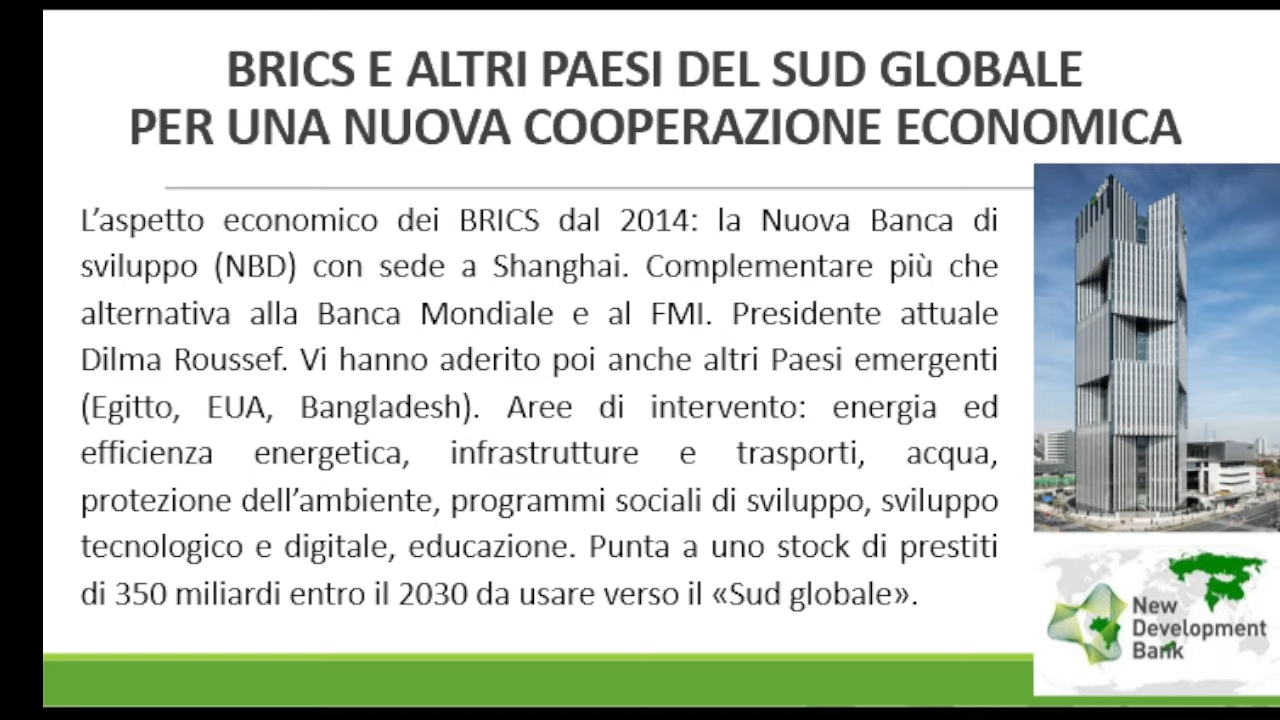 BRICS E ALTRI PAESI DEL SUD GLOBALE
PER UNA NUOVA COOPERAZIONE ECONOMICA
L’aspetto economico dei BRICS dal 2014: la Nuova Banca di
sviluppo (NBD) con sede a Shanghai. Complementare più che
alternativa alla Banca Mondiale e al FMI. Presidente attuale
Dilma Roussef. Vi hanno aderito poi anche altri Paesi emergenti
(Egitto, EUA, Bangladesh). Aree di intervento: energia ed
efficienza energetica, infrastrutture e trasporti, acqua,
protezione dell’ambiente, programmi sociali di sviluppo, sviluppo
tecnologico e digitale, educazione. Punta a uno stock di prestiti
di 350 miliardi entro il 2030 da usare verso il «Sud globale».
New
Development
Bank